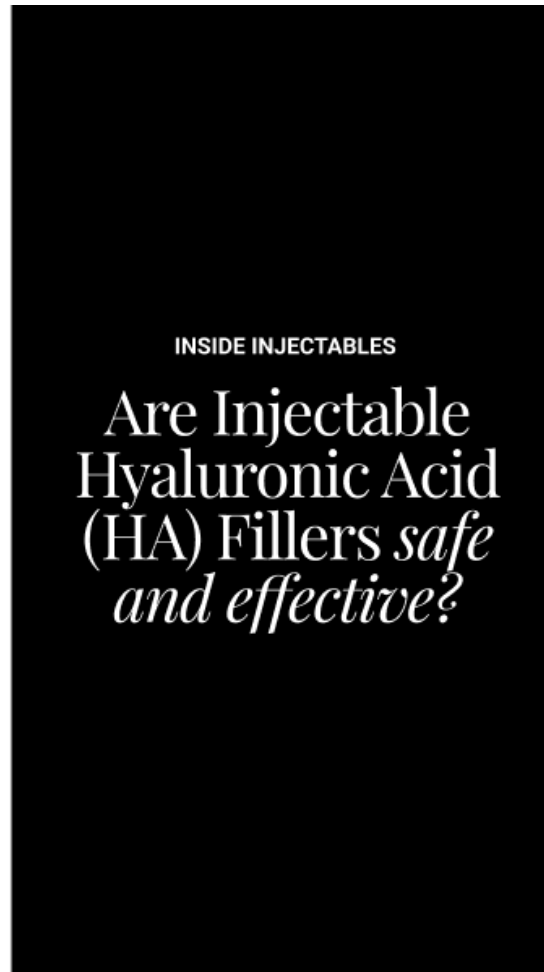 INSIDE INJECTABLES
Are Injectable
Hyaluronic Acid
(HA) Fillers safe
and effective?